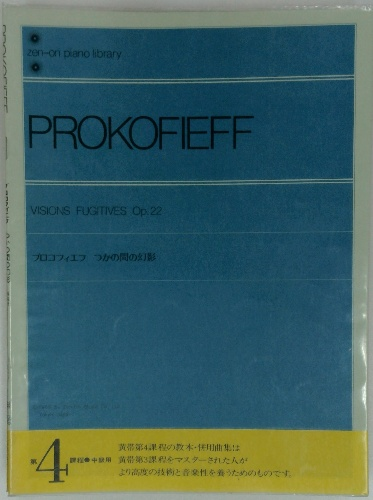 zen-on piano library
PROKOFIEFF
VISIONS FUGITIVES Op.22
プロコフィエフ つかの間の幻影
第4課程●中級用
黄帯第4課程の教本・併用曲集は
黄帯第3課程をマスターされた人が
より高度の技術と音楽性を養うためのものです。
PROKOFIEFF